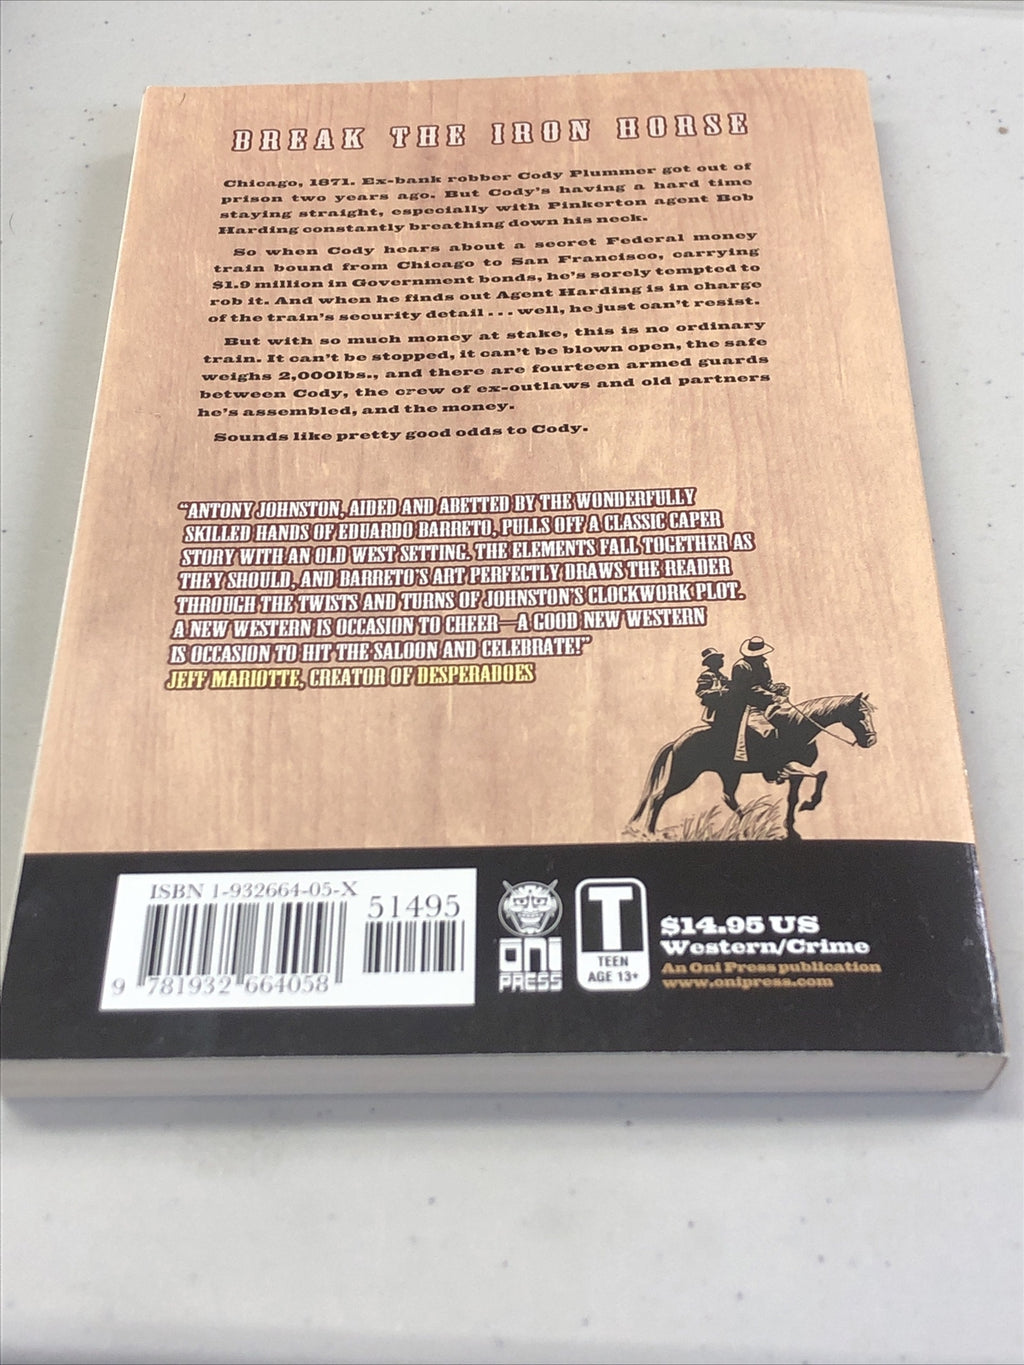 BREAK THE IRON HORSE
Chicago, 1871. Ex-bank robber Cody Plummer got out of
prison two years ago. But Cody's having a hard time
staying straight, especially with Pinkerton agent Bob
Harding constantly breathing down his neck.
So when Cody hears about a secret Federal money
train bound from Chicago to San Francisco, carrying
$1.9 million in Government bonds, he's sorely tempted to
rob it. And when he finds out Agent Harding is in charge
of the train's security detail . . . well, he just can't resist.
But with so much money at stake, this is no ordinary
train. It can't be stopped, it can't be blown open, the safe
weighs 2,000lbs., and there are fourteen armed guards
between Cody, the crew of ex-outlaws and old partners
he's assembled, and the money.
Sounds like pretty good odds to Cody.
"ANTONY JOHNSTON, AIDED AND ABETTED BY THE WONDERFULLY
SKILLED HANDS OF EDUARDO BARRETO, PULLS OFF A CLASSIC CAPER
STORY WITH AN OLD WEST SETTING. THE ELEMENTS FALL TOGETHER AS
THEY SHOULD, AND BARRETO'S ART PERFECTLY DRAWS THE READER
THROUGH THE TWISTS AND TURNS OF JOHNSTON'S CLOCKWORK PLOT.
A NEW WESTERN IS OCCASION TO CHEER—A GOOD NEW WESTERN
IS OCCASION TO HIT THE SALOON AND CELEBRATE!"
JEFF MARIOTTE, CREATOR OF DESPERADOES
ISBN 1-932664-05-X
51495
9 781932 664058
ONI
PRESS
T
TEEN
AGE 13+
$14.95 US
Western/Crime
An Oni Press publication
www.onipress.com